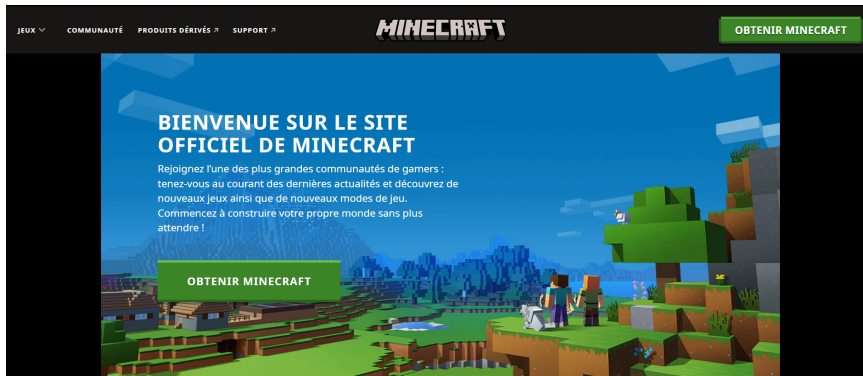 JEUX
COMMUNAUTÉ
PRODUITS DÉRIVÉS
SUPPORT
MINECRAFT
OBTENIR MINECRAFT
BIENVENUE SUR LE SITE
OFFICIEL DE MINECRAFT
Rejoignez l'une des plus grandes communautés de gamers :
tenez-vous au courant des dernières actualités et découvrez de
nouveaux jeux ainsi que de nouveaux modes de jeu.
Commencez à construire votre propre monde sans plus
attendre !
OBTENIR MINECRAFT